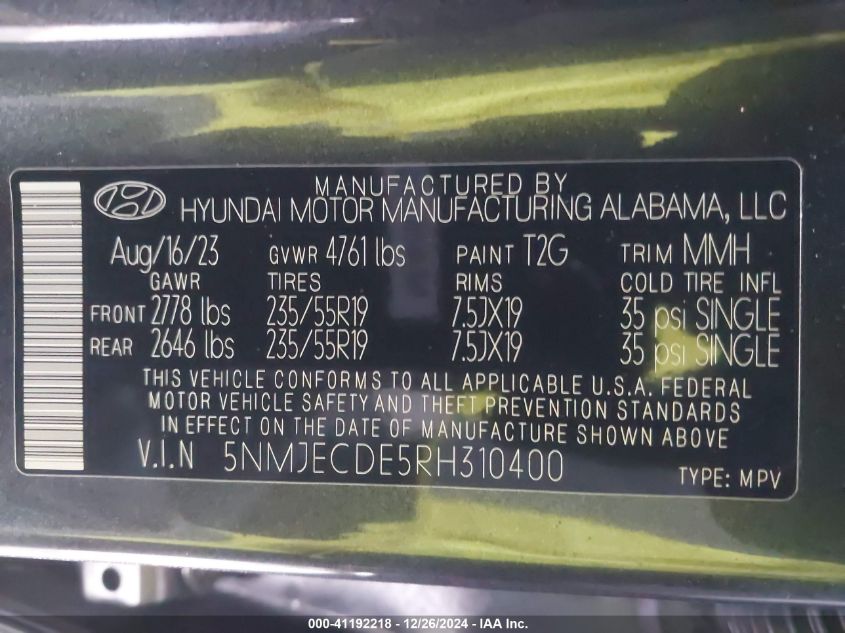 MANUFACTURED BY
HYUNDAI MOTOR MANUFACTURING ALABAMA, LLC
Aug/16/23 GVWR 4761 lbs PAINT T2G TRIM MMH
GAWR TIRES RIMS COLD TIRE INFL
FRONT 2778 lbs 235/55R19 7.5JX19 35 psi SINGLE
REAR 2646 lbs 235/55R19 7.5JX19 35 psi SINGLE
THIS VEHICLE CONFORMS TO ALL APPLICABLE U.S.A. FEDERAL
MOTOR VEHICLE SAFETY AND THEFT PREVENTION STANDARDS
IN EFFECT ON THE DATE OF MANUFACTURE SHOWN ABOVE
V.I.N 5NMJECDE5RH310400 TYPE: MPV
000-41192218 - 12/26/2024 - IAA Inc.